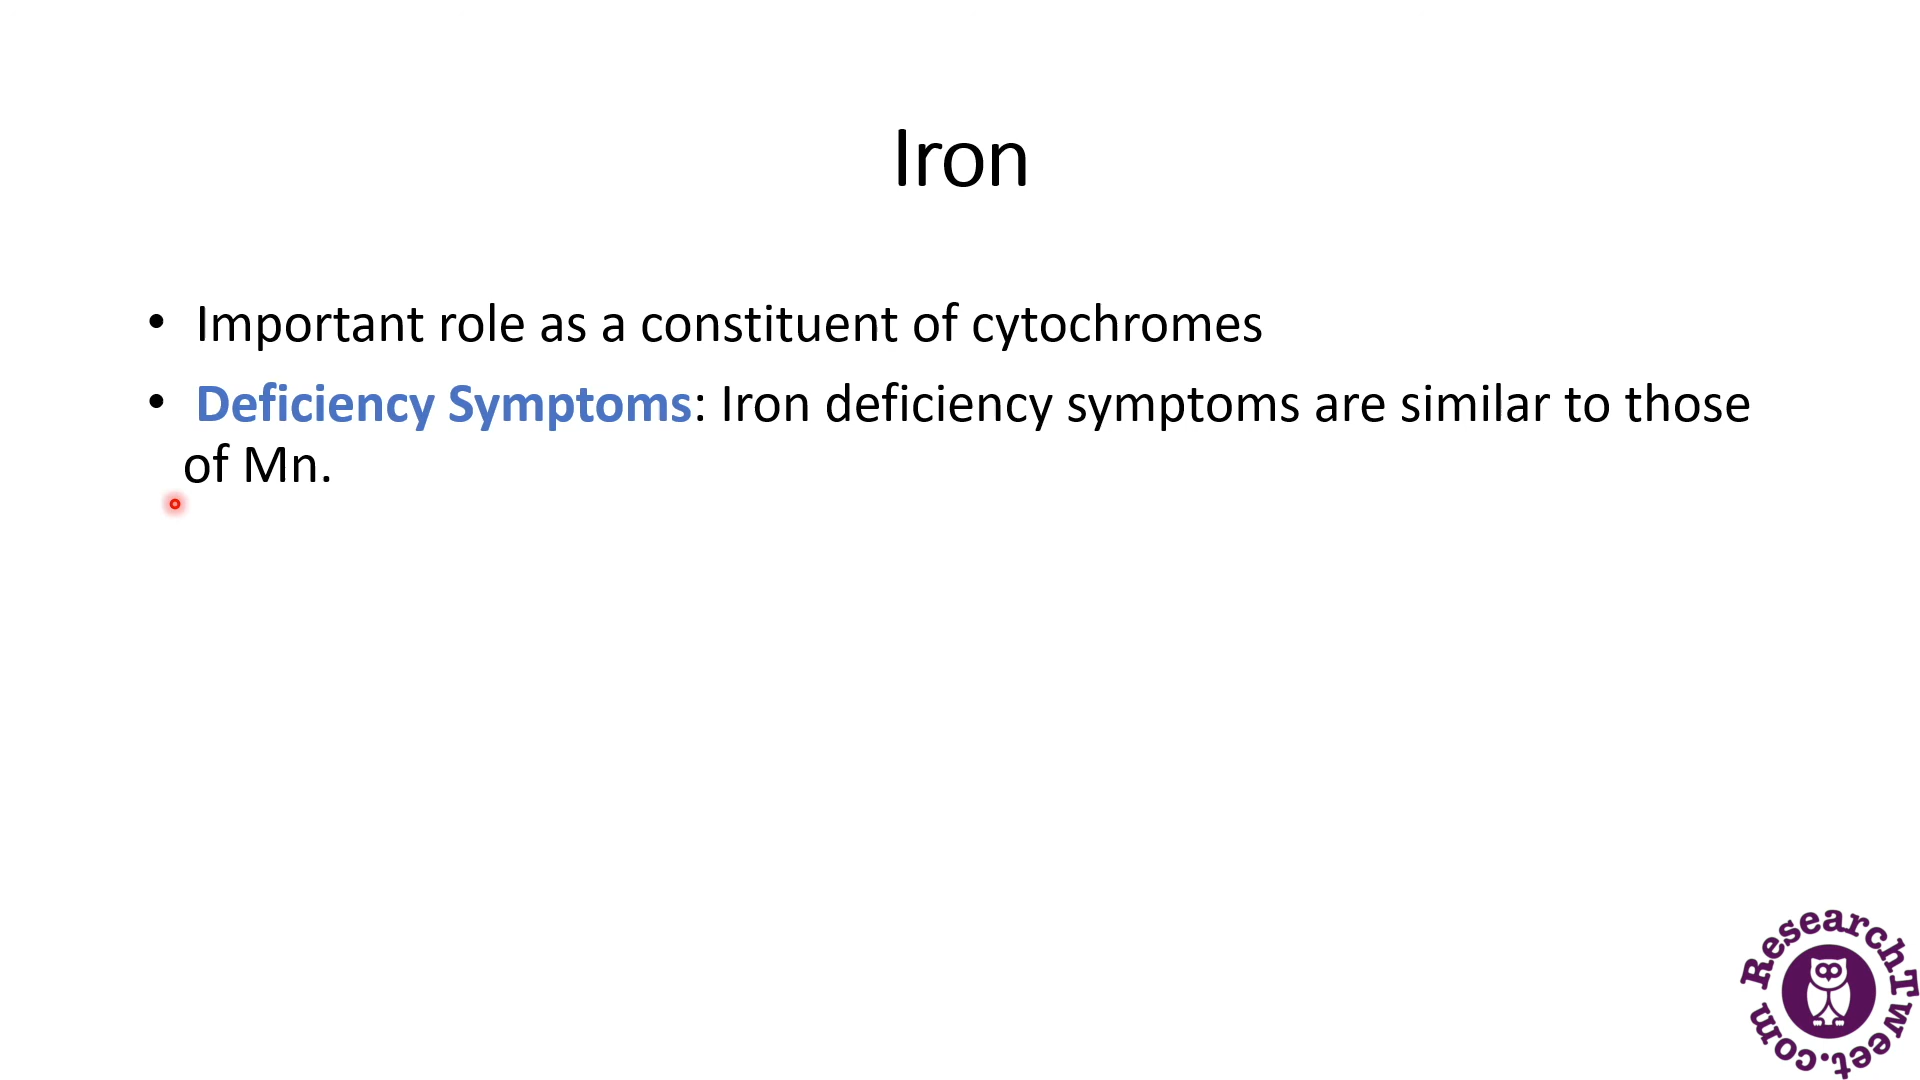 Iron
• Important role as a constituent of cytochromes
• Deficiency Symptoms: Iron deficiency symptoms are similar to those
of Mn.
ResearchTweet.com